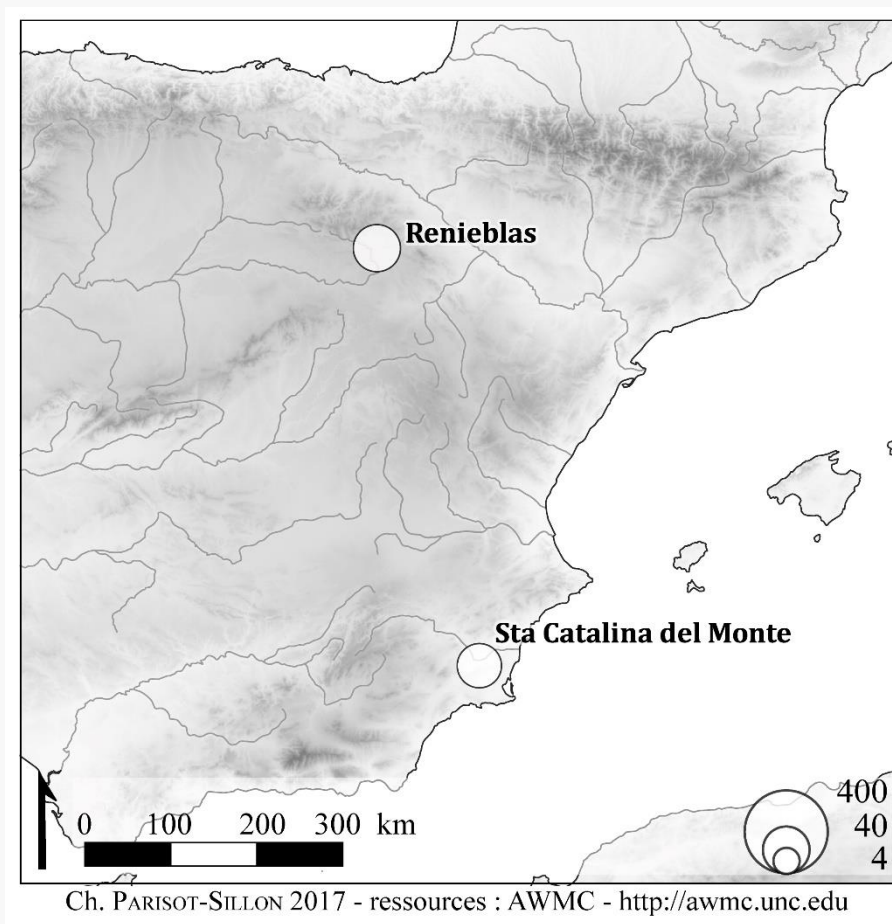 Renieblas
Sta Catalina del Monte
0 100 200 300 km
400
40
4
Ch. PARISOT-SILLON 2017 - ressources : AWMC - http://awmc.unc.edu